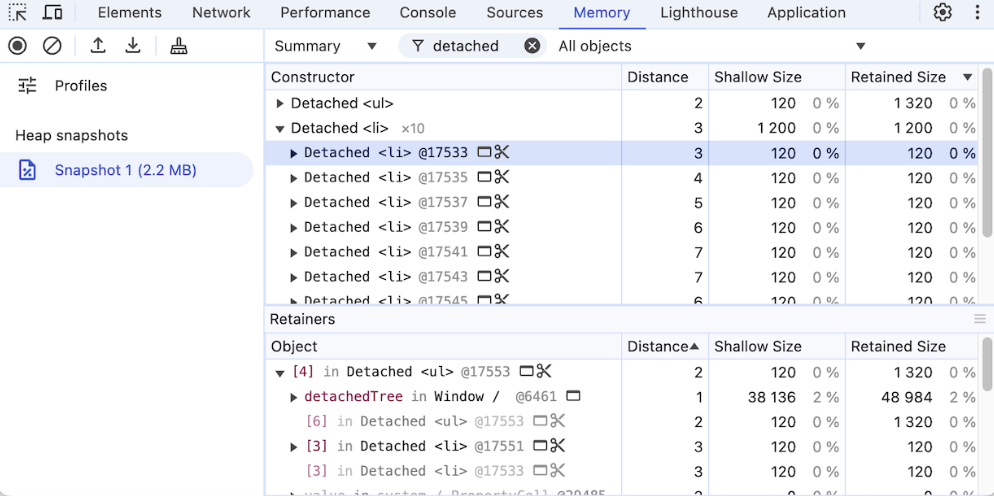 Elements Network Performance Console Sources Memory Lighthouse Application
Summary detached All objects
Profiles
Heap snapshots
Snapshot 1 (2.2 MB)
Constructor Distance Shallow Size Retained Size
Detached <ul> 2 120 0 % 1 320 0 %
Detached <li> ×10 3 1 200 0 % 1 200 0 %
Detached <li> @17533 3 120 0 % 120 0 %
Detached <li> @17535 4 120 0 % 120 0 %
Detached <li> @17537 5 120 0 % 120 0 %
Detached <li> @17539 6 120 0 % 120 0 %
Detached <li> @17541 7 120 0 % 120 0 %
Detached <li> @17543 7 120 0 % 120 0 %
Detached <li> @17545 6 120 0 % 120 0 %
Retainers
Object Distance Shallow Size Retained Size
[4] in Detached <ul> @17553 2 120 0 % 1 320 0 %
detachedTree in Window / @6461 1 38 136 2 % 48 984 2 %
[6] in Detached <ul> @17553 2 120 0 % 1 320 0 %
[3] in Detached <li> @17551 3 120 0 % 120 0 %
[3] in Detached <li> @17533 3 120 0 % 120 0 %
value in system / PropertyCell @29485